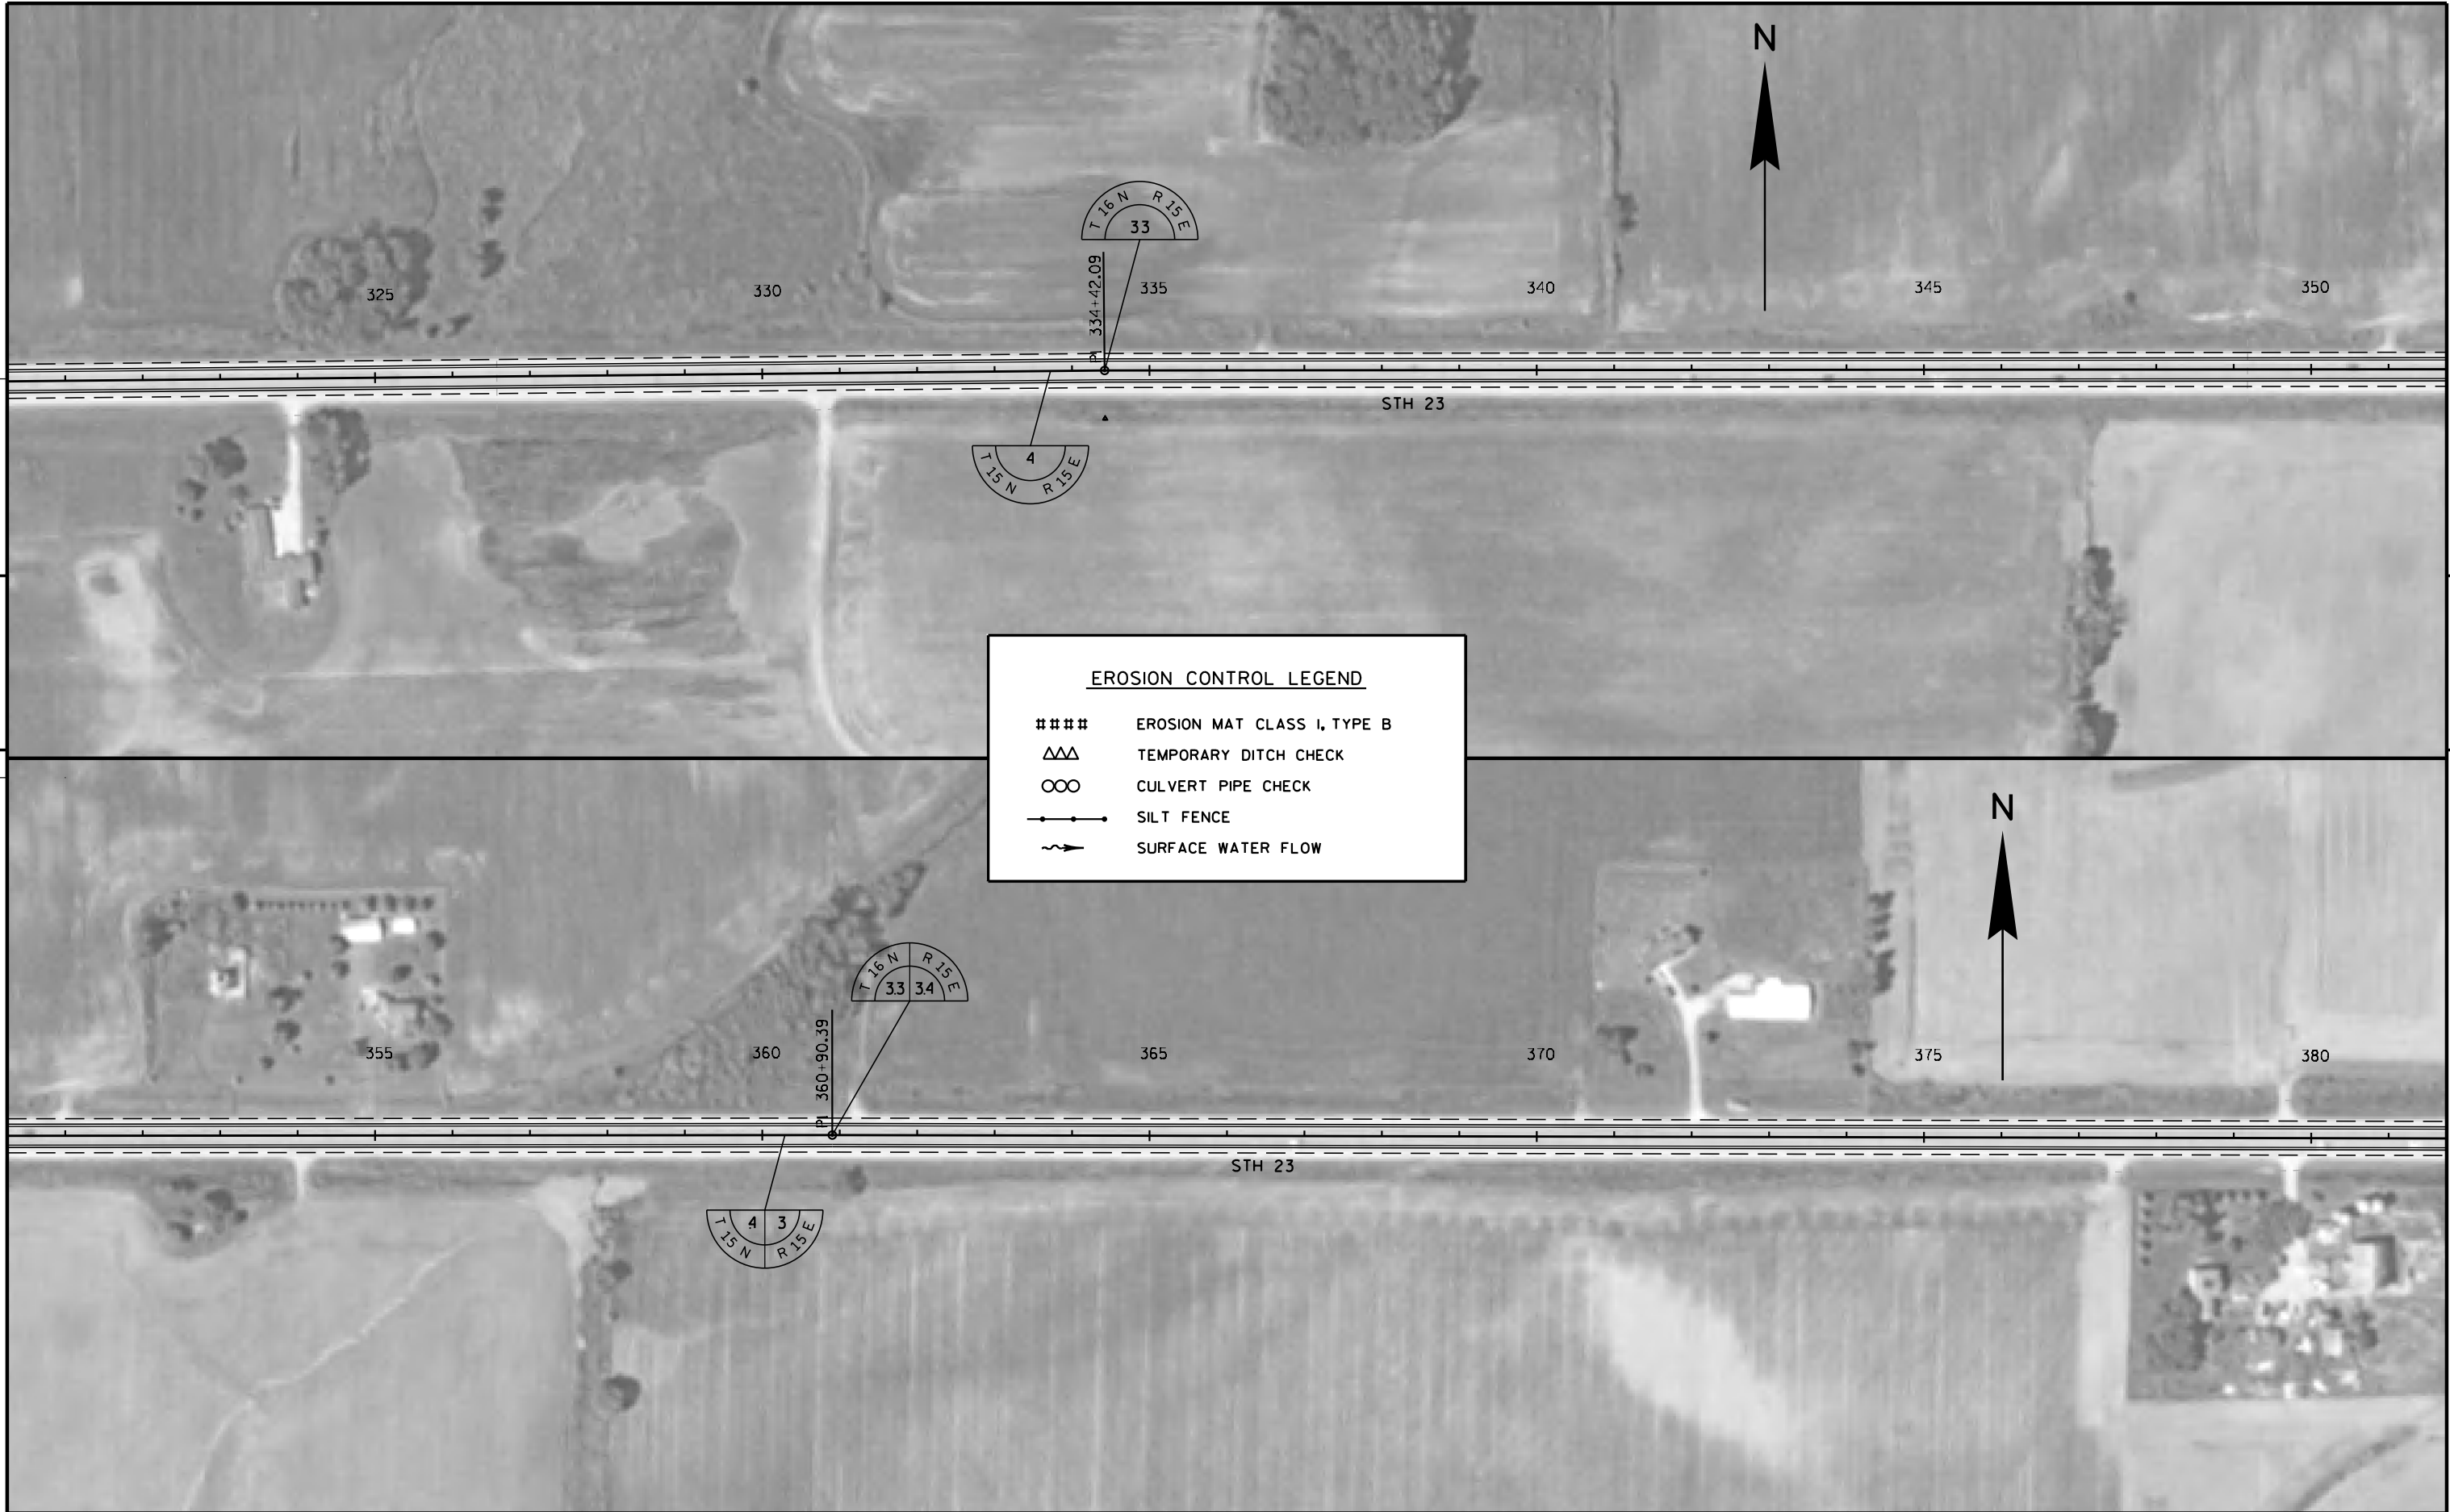 N
T 16 N R 15 E
33
325
330
PI 334+42.09
335
340
345
350
STH 23
4
T 15 N R 15 E
EROSION CONTROL LEGEND
#### EROSION MAT CLASS I, TYPE B
TEMPORARY DITCH CHECK
CULVERT PIPE CHECK
SILT FENCE
SURFACE WATER FLOW
N
T 16 N R 15 E
33 34
355
360
PI 360+90.39
365
370
375
380
STH 23
4 3
T 15 N R 15 E